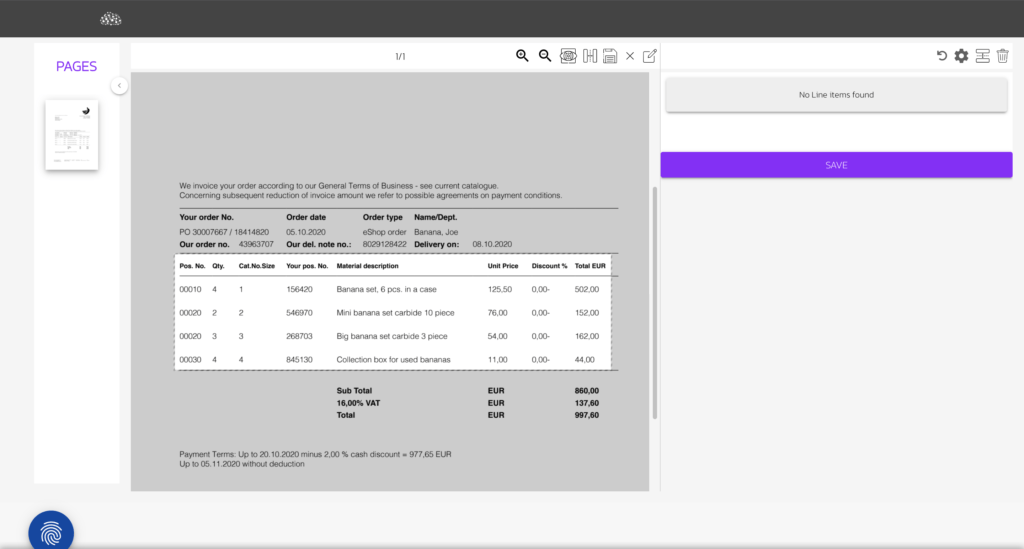 PAGES
1/1
No Line items found
SAVE
We invoice your order according to our General Terms of Business - see current catalogue.
Concerning subsequent reduction of invoice amount we refer to possible agreements on payment conditions.
Your order No. Order date Order type Name/Dept.
PO 30007667 / 18414820 05.10.2020 eShop order Banana, Joe
Our order no. 43963707 Our del. note no.: 8029128422 Delivery on: 08.10.2020
Pos. No. Qty. Cat.No.Size Your pos. No. Material description Unit Price Discount % Total EUR
00010 4 1 156420 Banana set, 6 pcs. in a case 125,50 0,00- 502,00
00020 2 2 546970 Mini banana set carbide 10 piece 76,00 0,00- 152,00
00020 3 3 268703 Big banana set carbide 3 piece 54,00 0,00- 162,00
00030 4 4 845130 Collection box for used bananas 11,00 0,00- 44,00
Sub Total EUR 860,00
16,00% VAT EUR 137,60
Total EUR 997,60
Payment Terms: Up to 20.10.2020 minus 2,00 % cash discount = 977,65 EUR
Up to 05.11.2020 without deduction